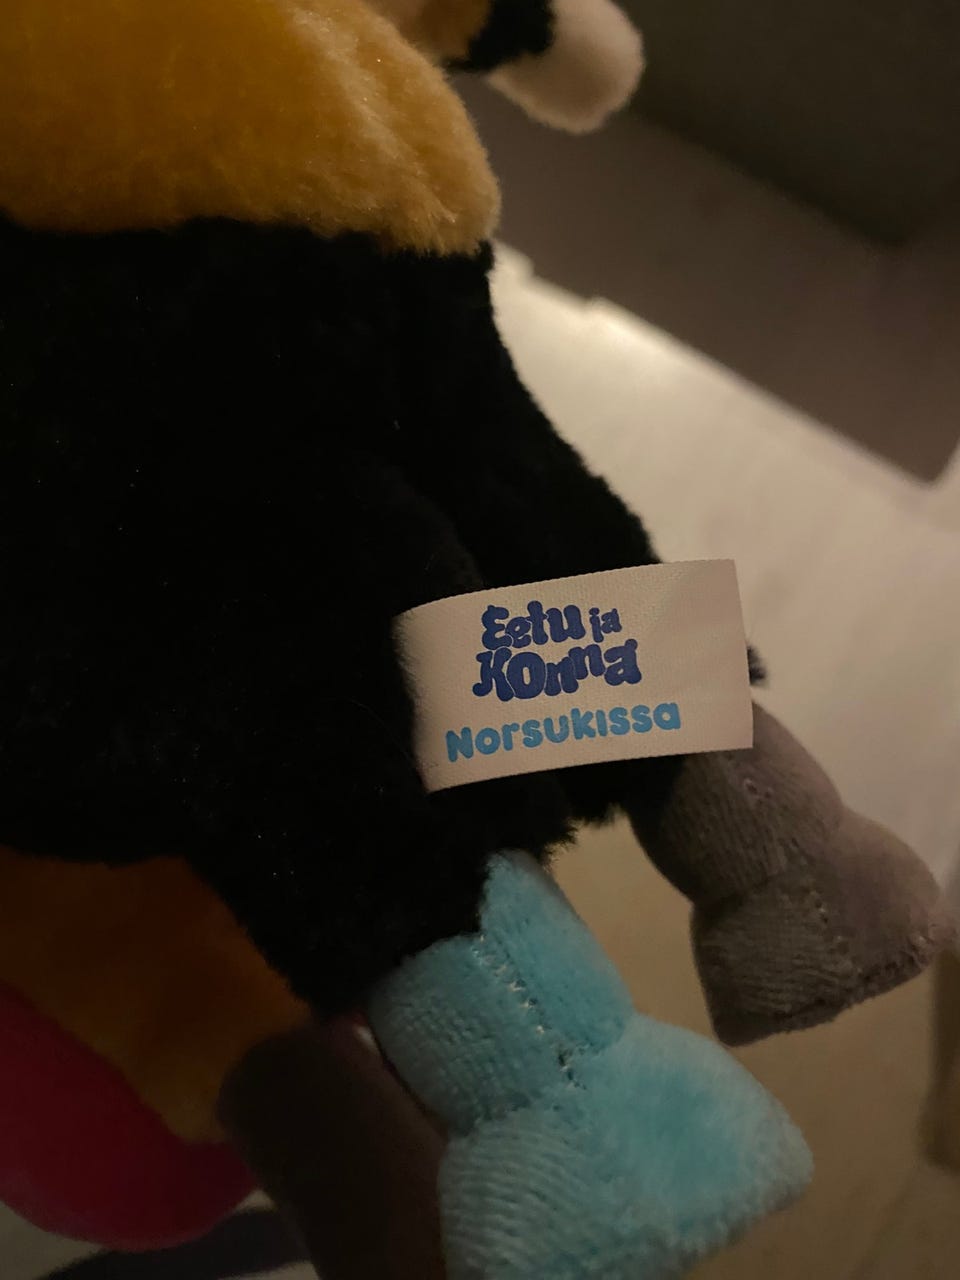 Eetu ja
Konna
Norsukissa